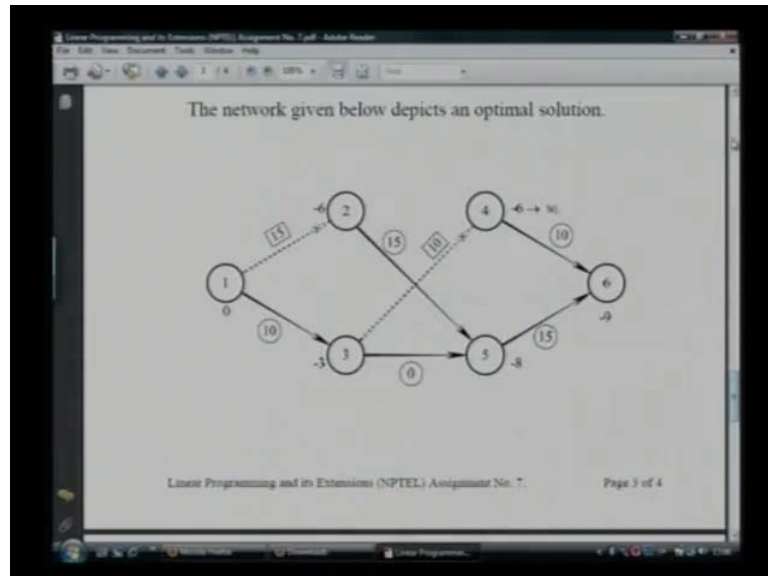 Linear Programming and its Extensions (NPTEL) Assignment No. 7.pdf - Adobe Reader
File Edit View Document Tools Window Help
The network given below depicts an optimal solution.
-6 2
4 -6 → ∞
15
15
10
10
1
0
6
-9
10
-3 3
0
5 -8
15
Linear Programming and its Extensions (NPTEL) Assignment No. 7. Page 3 of 4